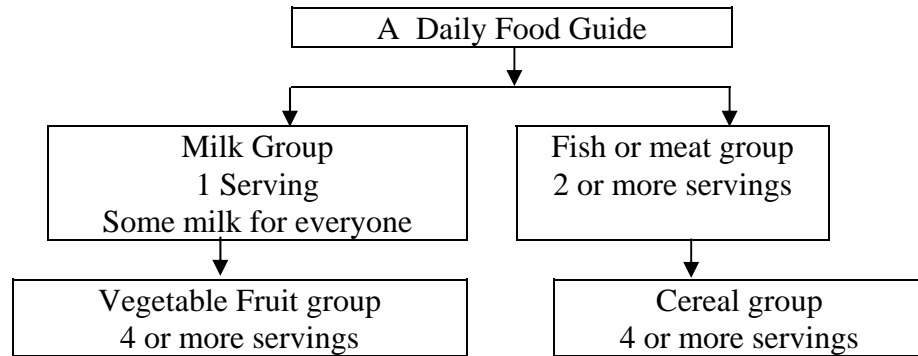 A Daily Food Guide
Milk Group
1 Serving
Some milk for everyone
Fish or meat group
2 or more servings
Vegetable Fruit group
4 or more servings
Cereal group
4 or more servings